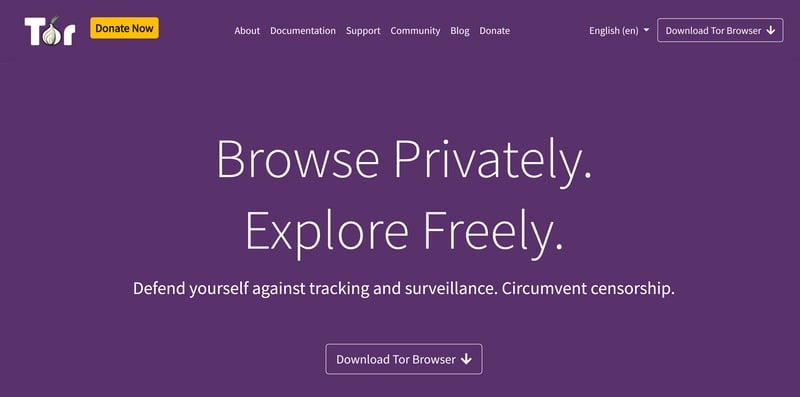 Tor
Donate Now
About Documentation Support Community Blog Donate
English (en)
Download Tor Browser
Browse Privately.
Explore Freely.
Defend yourself against tracking and surveillance. Circumvent censorship.
Download Tor Browser